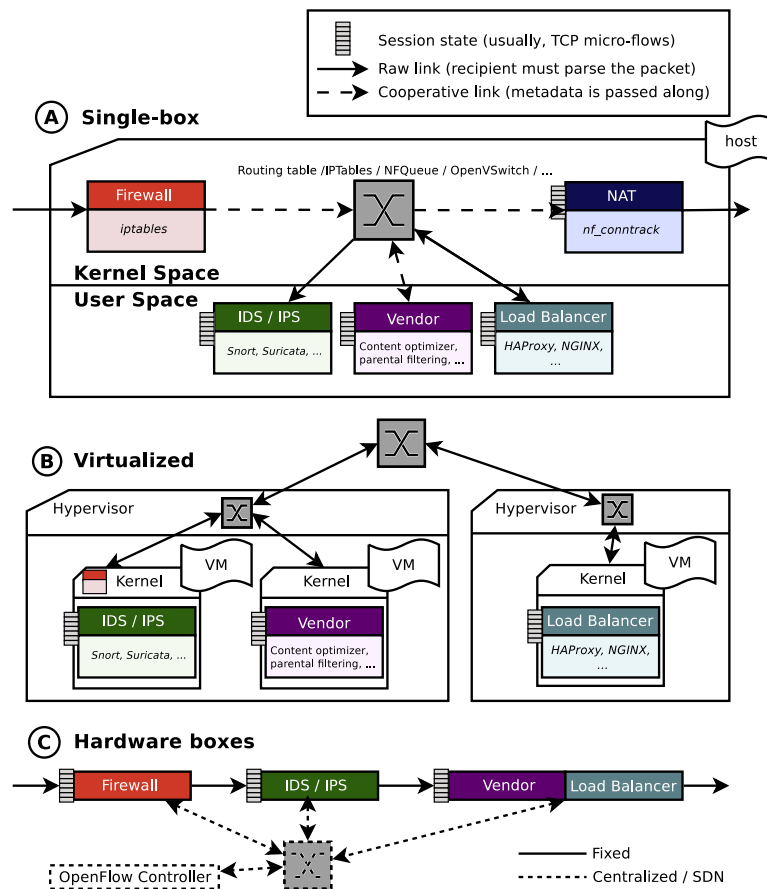 Session state (usually, TCP micro-flows)
Raw link (recipient must parse the packet)
Cooperative link (metadata is passed along)
A Single-box
host
Routing table /IPTables / NFQueue / OpenVSwitch / ...
Firewall
iptables
NAT
nf_conntrack
Kernel Space
User Space
IDS / IPS
Snort, Suricata, ...
Vendor
Content optimizer,
parental filtering, ...
Load Balancer
HAProxy, NGINX,
...
B Virtualized
Hypervisor
VM
Kernel
IDS / IPS
Snort, Suricata, ...
VM
Kernel
Vendor
Content optimizer,
parental filtering, ...
Hypervisor
VM
Kernel
Load Balancer
HAProxy, NGINX,
...
C Hardware boxes
Firewall
IDS / IPS
Vendor
Load Balancer
OpenFlow Controller
Fixed
Centralized / SDN